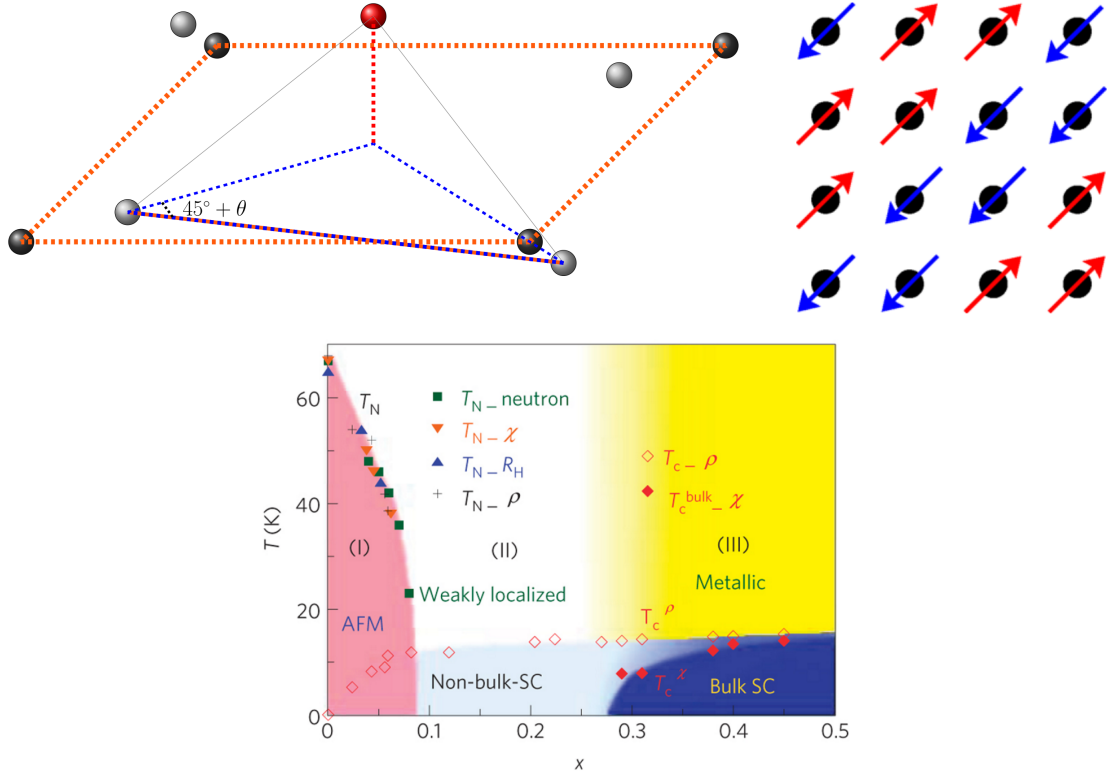 45° + θ
60
40
20
0
T (K)
T_N
T_N – neutron
T_N – χ
T_N – R_H
T_N – ρ
T_c – ρ
T_c^bulk – χ
(I)
(II)
(III)
Metallic
Weakly localized
AFM
T_c^ρ
Non-bulk-SC
T_c^χ
Bulk SC
0
0.1
0.2
0.3
0.4
0.5
x